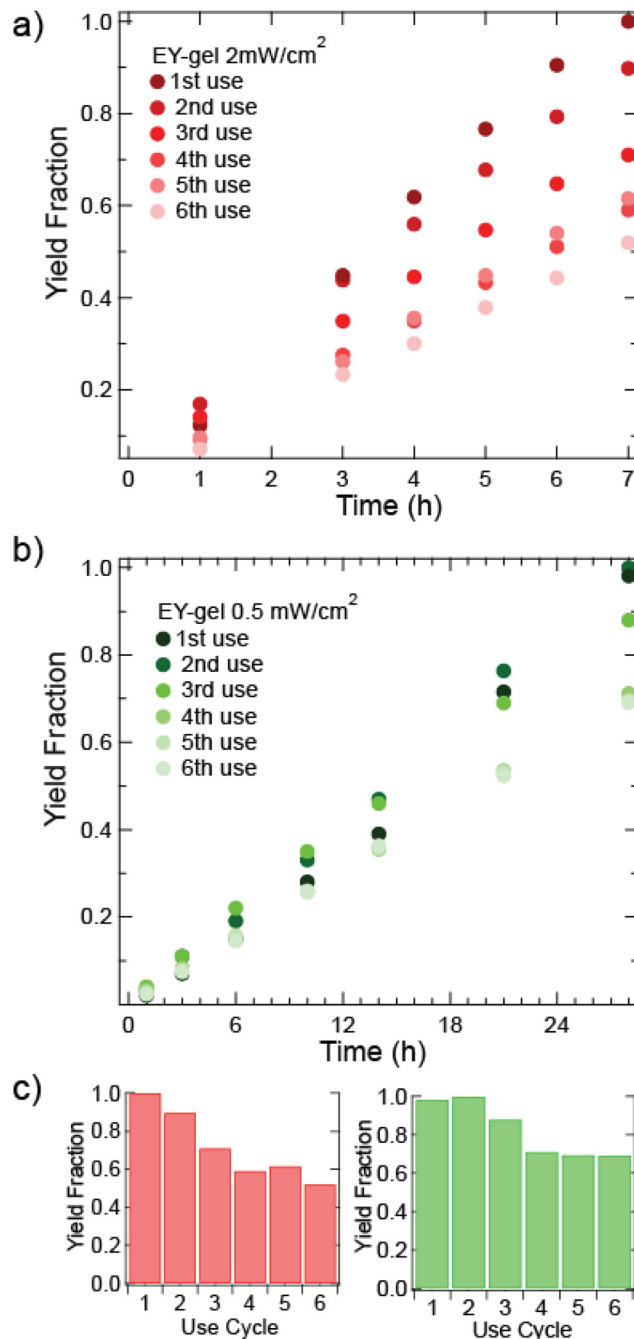 a)
1.0
0.8
0.6
0.4
0.2
Yield Fraction
EY-gel 2mW/cm²
1st use
2nd use
3rd use
4th use
5th use
6th use
0 1 2 3 4 5 6 7
Time (h)
b)
1.0
0.8
0.6
0.4
0.2
Yield Fraction
EY-gel 0.5 mW/cm²
1st use
2nd use
3rd use
4th use
5th use
6th use
0 6 12 18 24
Time (h)
c)
1.0
0.8
0.6
0.4
0.2
0.0
Yield Fraction
1 2 3 4 5 6
Use Cycle
1.0
0.8
0.6
0.4
0.2
0.0
Yield Fraction
1 2 3 4 5 6
Use Cycle